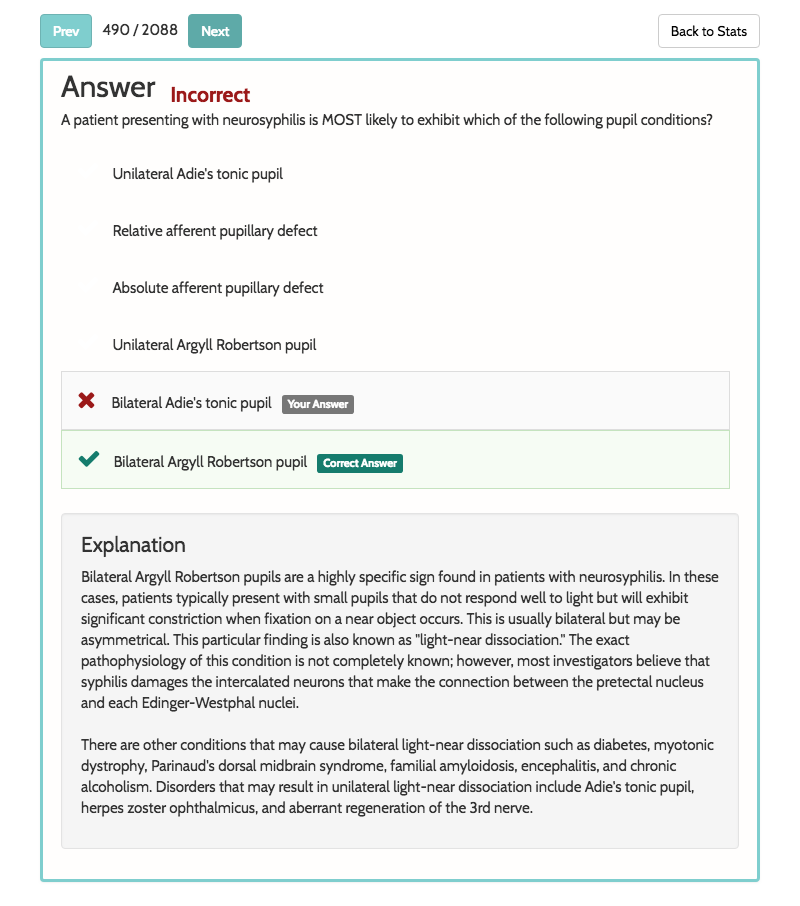 Prev 490 / 2088 Next Back to Stats
Answer Incorrect
A patient presenting with neurosyphilis is MOST likely to exhibit which of the following pupil conditions?
Unilateral Adie's tonic pupil
Relative afferent pupillary defect
Absolute afferent pupillary defect
Unilateral Argyll Robertson pupil
Bilateral Adie's tonic pupil Your Answer
Bilateral Argyll Robertson pupil Correct Answer
Explanation
Bilateral Argyll Robertson pupils are a highly specific sign found in patients with neurosyphilis. In these
cases, patients typically present with small pupils that do not respond well to light but will exhibit
significant constriction when fixation on a near object occurs. This is usually bilateral but may be
asymmetrical. This particular finding is also known as "light-near dissociation." The exact
pathophysiology of this condition is not completely known; however, most investigators believe that
syphilis damages the intercalated neurons that make the connection between the pretectal nucleus
and each Edinger-Westphal nuclei.
There are other conditions that may cause bilateral light-near dissociation such as diabetes, myotonic
dystrophy, Parinaud's dorsal midbrain syndrome, familial amyloidosis, encephalitis, and chronic
alcoholism. Disorders that may result in unilateral light-near dissociation include Adie's tonic pupil,
herpes zoster ophthalmicus, and aberrant regeneration of the 3rd nerve.